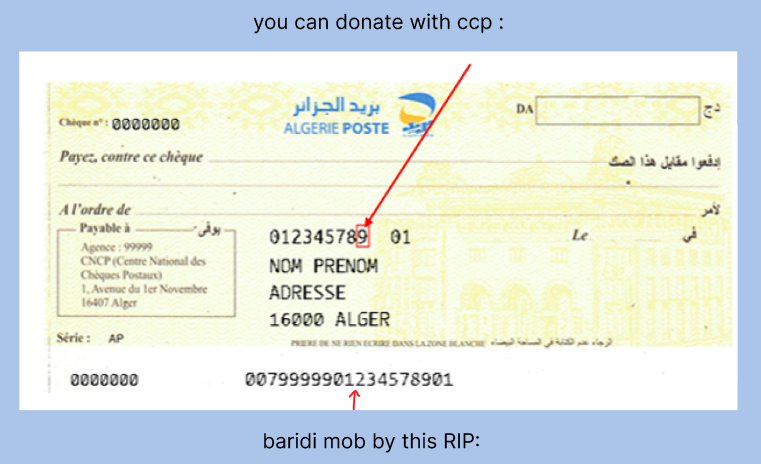 you can donate with ccp :
Chèque n° : 0000000
بريد الجزائر
ALGERIE POSTE
DA دج
Payez, contre ce chèque إدفعوا مقابل هذا الصك
A l'ordre de لأمر
Payable à يوفى
Agence : 99999
CNCP (Centre National des
Chèques Postaux)
1, Avenue du 1er Novembre
16407 Alger
012345789 01
NOM PRENOM
ADRESSE
16000 ALGER
Le في
Série : AP
PRIERE DE NE RIEN ECRIRE DANS LA ZONE BLANCHE الرجاء عدم الكتابة في المساحة البيضاء
0000000 00799999901234578901
baridi mob by this RIP: